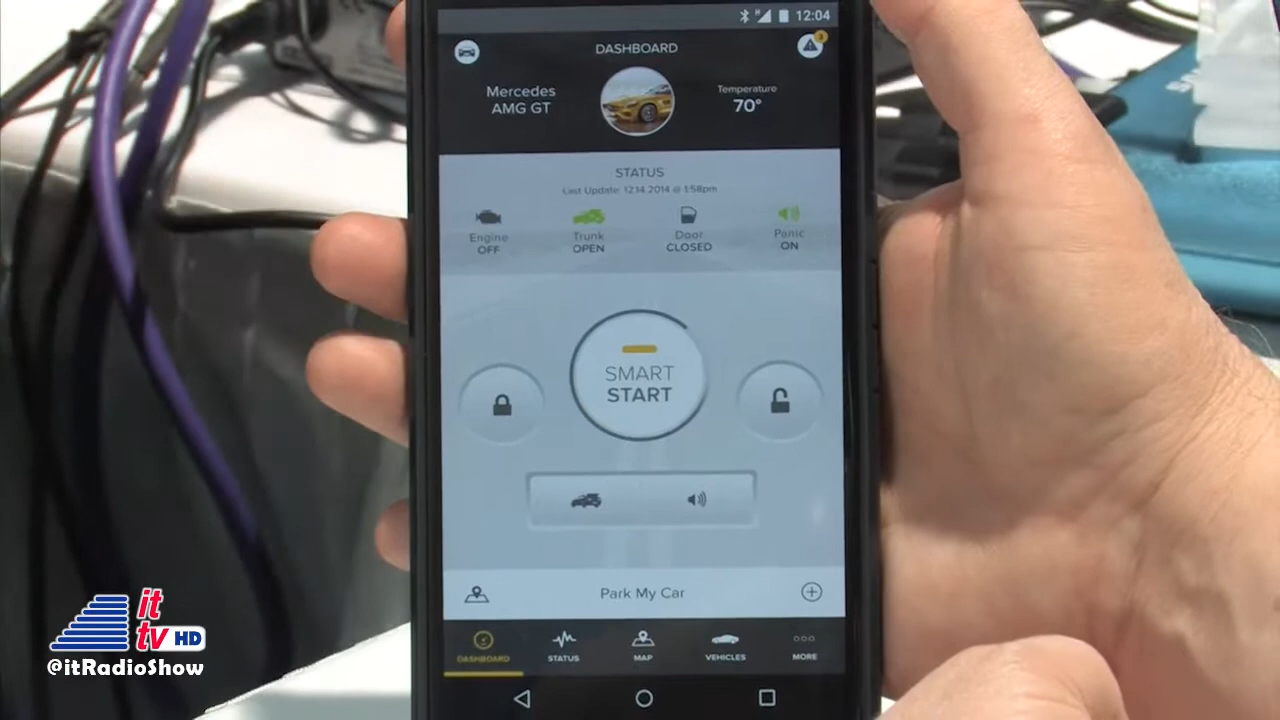 12:04
DASHBOARD
3
Mercedes
AMG GT
Temperature
70°
STATUS
Last Update: 12.14.2014 @ 1:58pm
Engine
OFF
Trunk
OPEN
Door
CLOSED
Panic
ON
SMART
START
Park My Car
DASHBOARD
STATUS
MAP
VEHICLES
MORE
it
tv HD
@itRadioShow